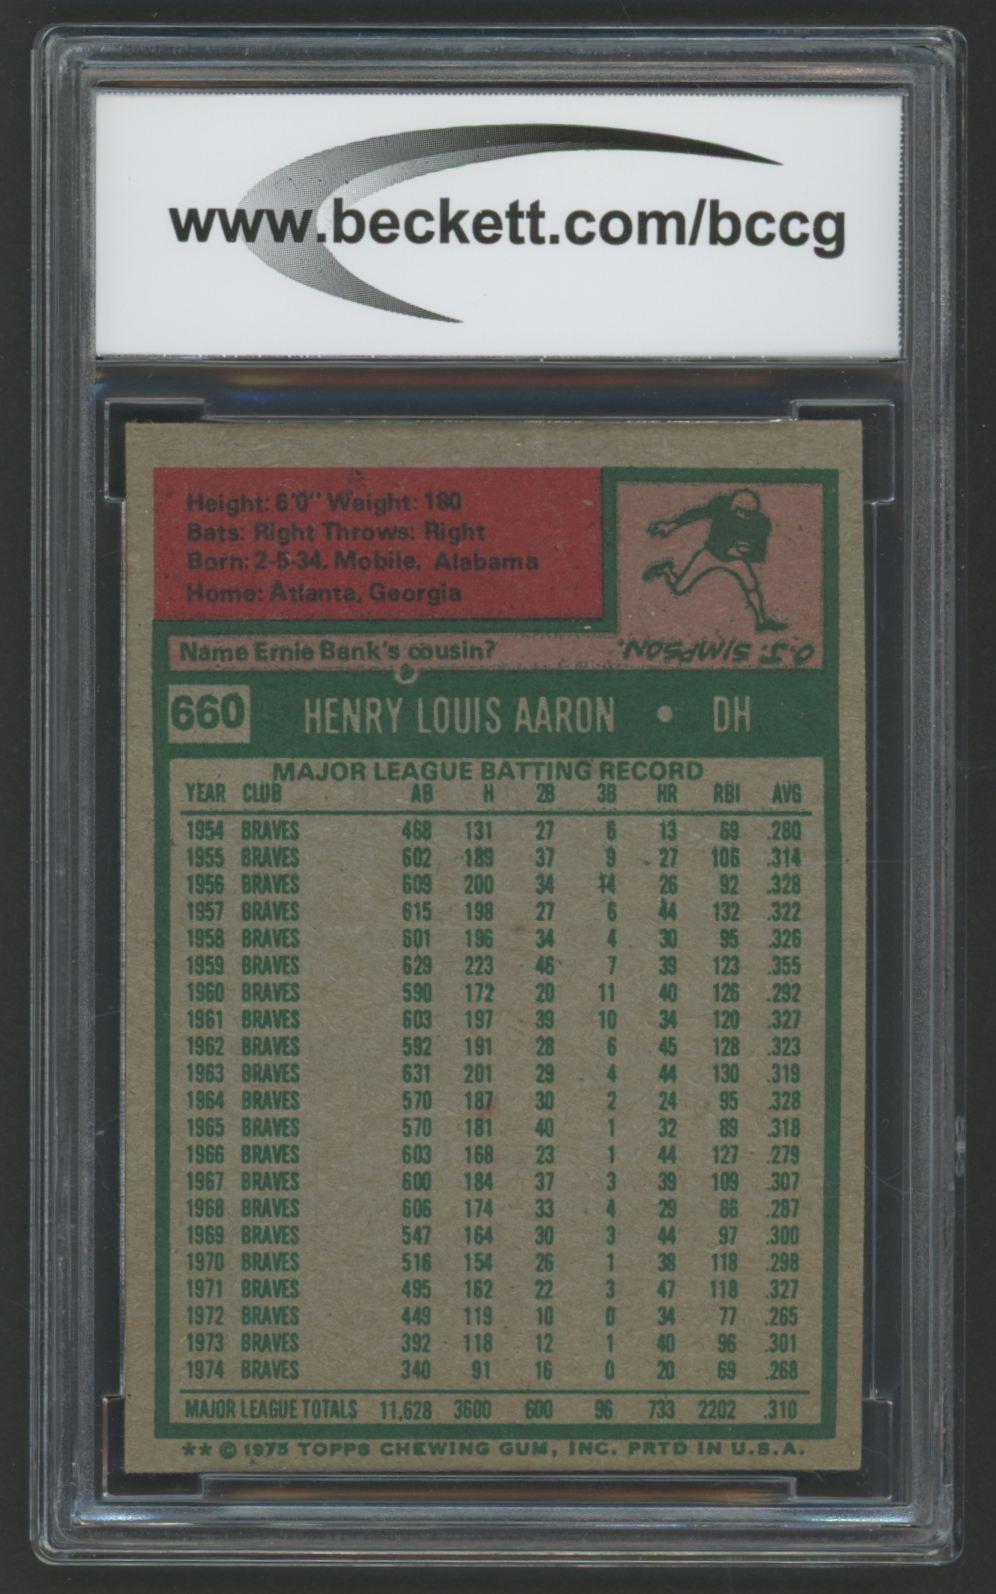 www.beckett.com/bccg
Height: 6'0" Weight: 180
Bats: Right Throws: Right
Born: 2-5-34, Mobile, Alabama
Home: Atlanta, Georgia
Name Ernie Bank's cousin?
O.J. SIMPSON.
660 HENRY LOUIS AARON • DH
MAJOR LEAGUE BATTING RECORD
YEAR CLUB AB H 2B 3B HR RBI AVG
1954 BRAVES 468 131 27 6 13 69 .280
1955 BRAVES 602 189 37 9 27 106 .314
1956 BRAVES 609 200 34 14 26 92 .328
1957 BRAVES 615 198 27 6 44 132 .322
1958 BRAVES 601 196 34 4 30 95 .326
1959 BRAVES 629 223 46 7 39 123 .355
1960 BRAVES 590 172 20 11 40 126 .292
1961 BRAVES 603 197 39 10 34 120 .327
1962 BRAVES 592 191 28 6 45 128 .323
1963 BRAVES 631 201 29 4 44 130 .319
1964 BRAVES 570 187 30 2 24 95 .328
1965 BRAVES 570 181 40 1 32 89 .318
1966 BRAVES 603 168 23 1 44 127 .279
1967 BRAVES 600 184 37 3 39 109 .307
1968 BRAVES 606 174 33 4 29 86 .287
1969 BRAVES 547 164 30 3 44 97 .300
1970 BRAVES 516 154 26 1 38 118 .298
1971 BRAVES 495 162 22 3 47 118 .327
1972 BRAVES 449 119 10 0 34 77 .265
1973 BRAVES 392 118 12 1 40 96 .301
1974 BRAVES 340 91 16 0 20 69 .268
MAJOR LEAGUE TOTALS 11,628 3600 600 96 733 2202 .310
** © 1975 TOPPS CHEWING GUM, INC. PRTD IN U.S.A.